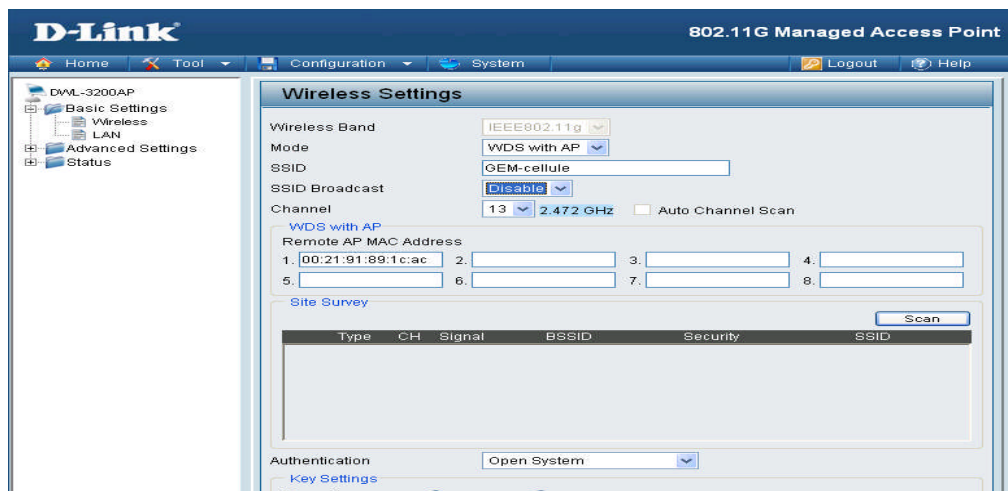 D-Link
802.11G Managed Access Point
Home Tool Configuration System Logout Help
DWL-3200AP
Basic Settings
Wireless
LAN
Advanced Settings
Status
Wireless Settings
Wireless Band IEEE802.11g
Mode WDS with AP
SSID GEM-cellule
SSID Broadcast Disable
Channel 13 2.472 GHz Auto Channel Scan
WDS with AP
Remote AP MAC Address
1. 00:21:91:89:1c:ac 2. 3. 4.
5. 6. 7. 8.
Site Survey
Scan
Type CH Signal BSSID Security SSID
Authentication Open System
Key Settings